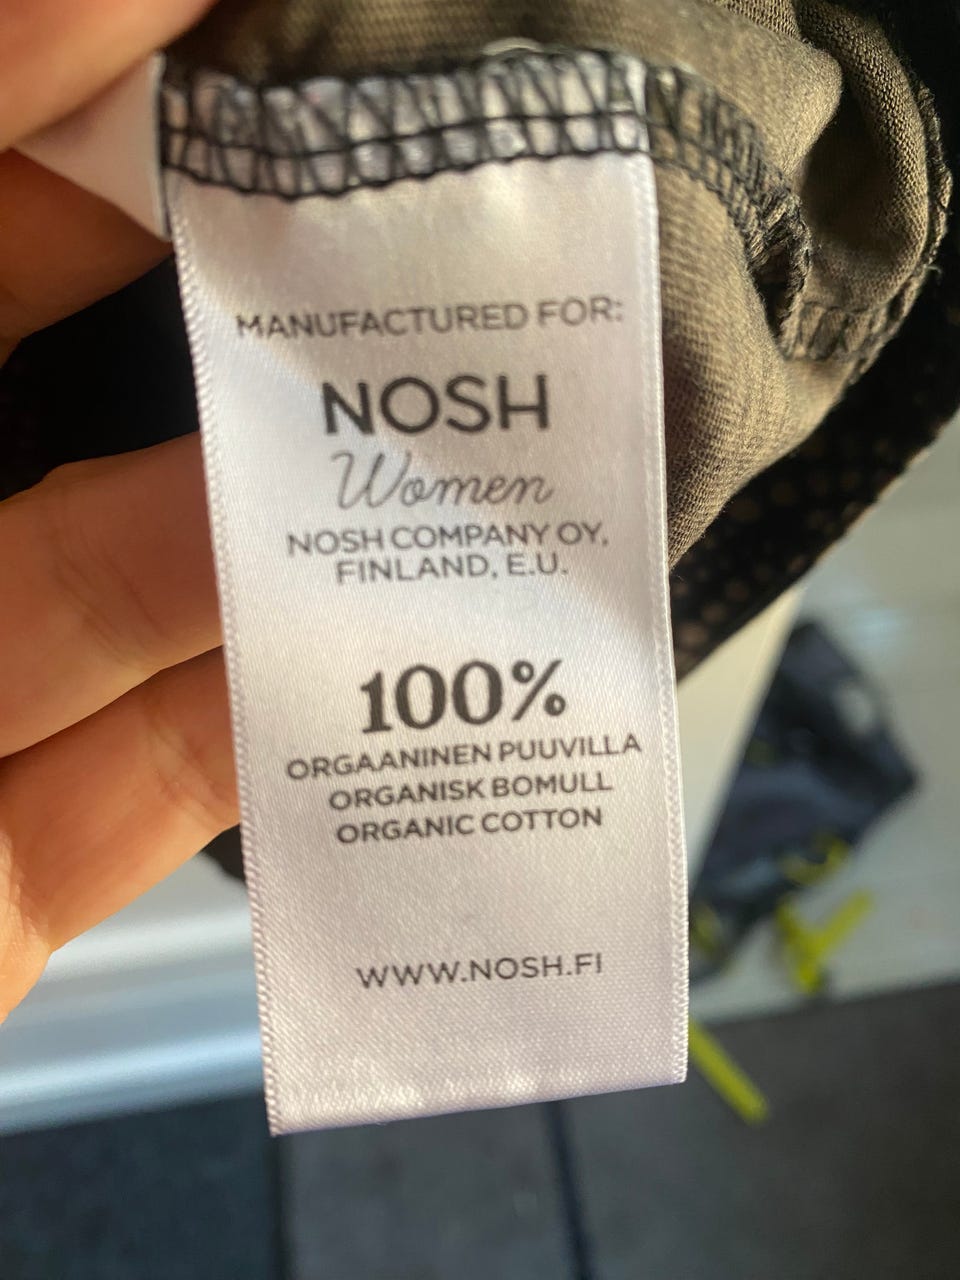 MANUFACTURED FOR:
NOSH
Women
NOSH COMPANY OY,
FINLAND, E.U.
100%
ORGAANINEN PUUVILLA
ORGANISK BOMULL
ORGANIC COTTON
WWW.NOSH.FI